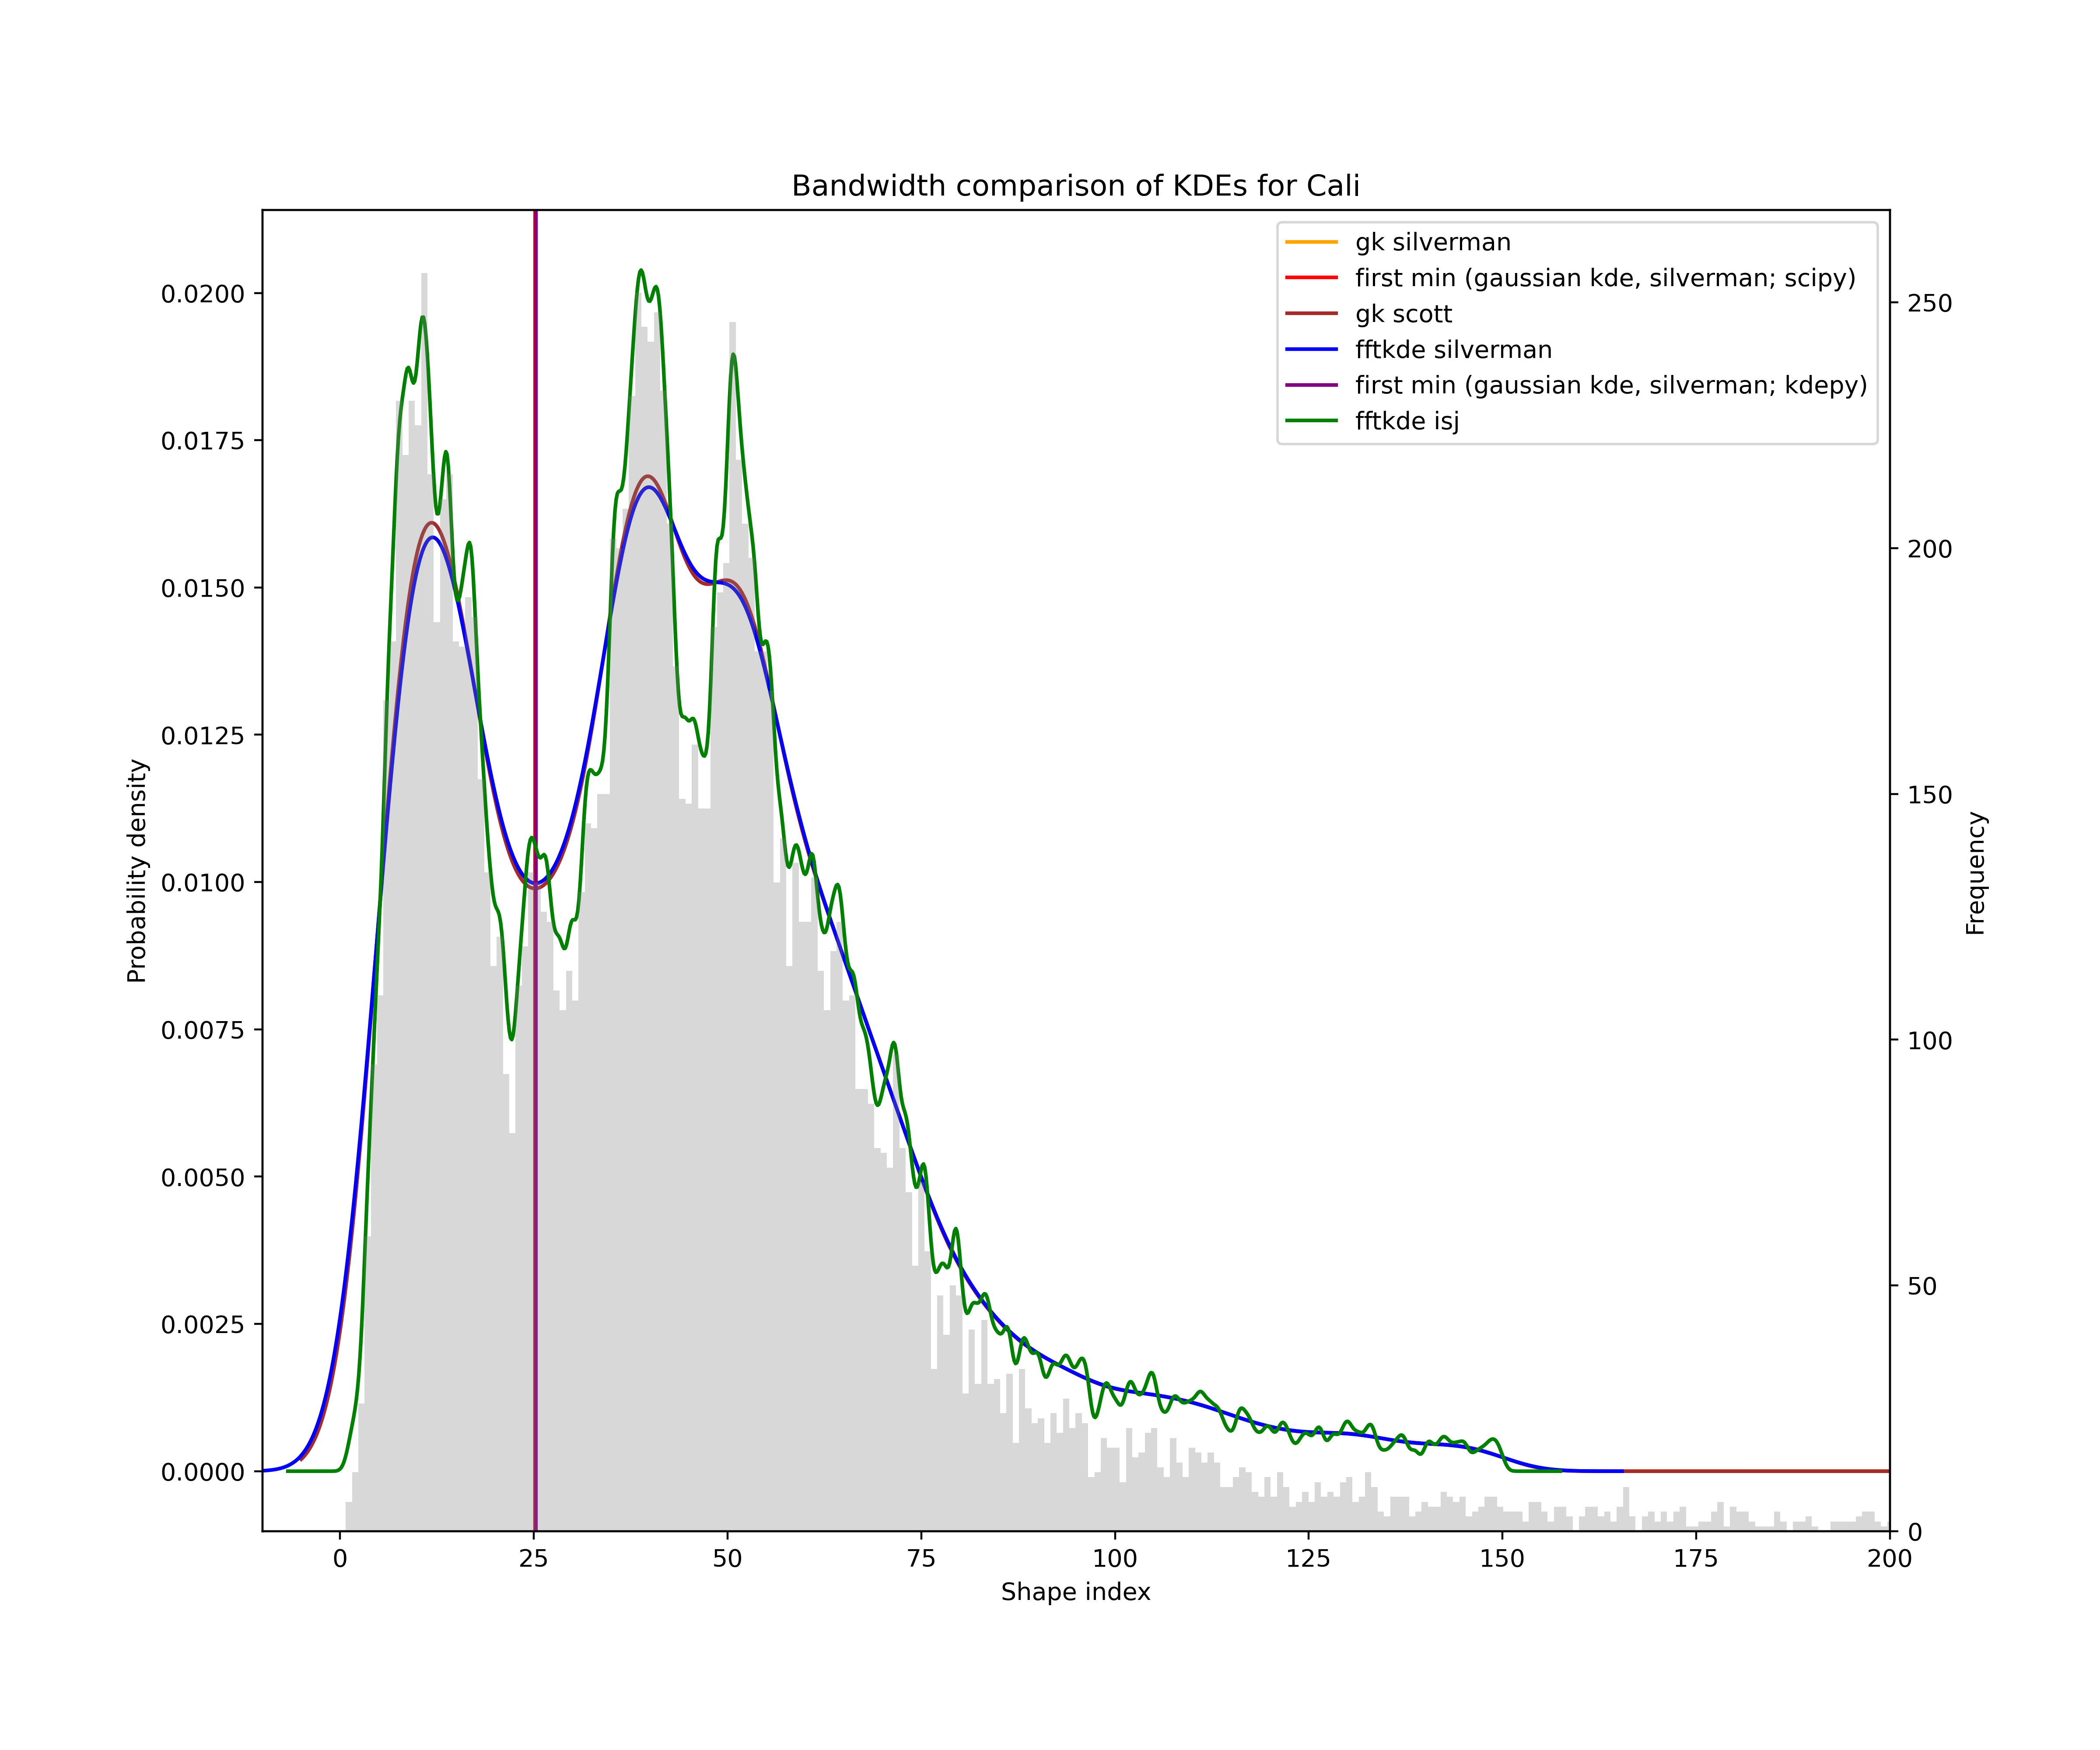 Bandwidth comparison of KDEs for Cali
gk silverman
first min (gaussian kde, silverman; scipy)
gk scott
fftkde silverman
first min (gaussian kde, silverman; kdepy)
fftkde isj
Probability density
0.0200
0.0175
0.0150
0.0125
0.0100
0.0075
0.0050
0.0025
0.0000
250
200
150
100
50
0
Frequency
0 25 50 75 100 125 150 175 200
Shape index